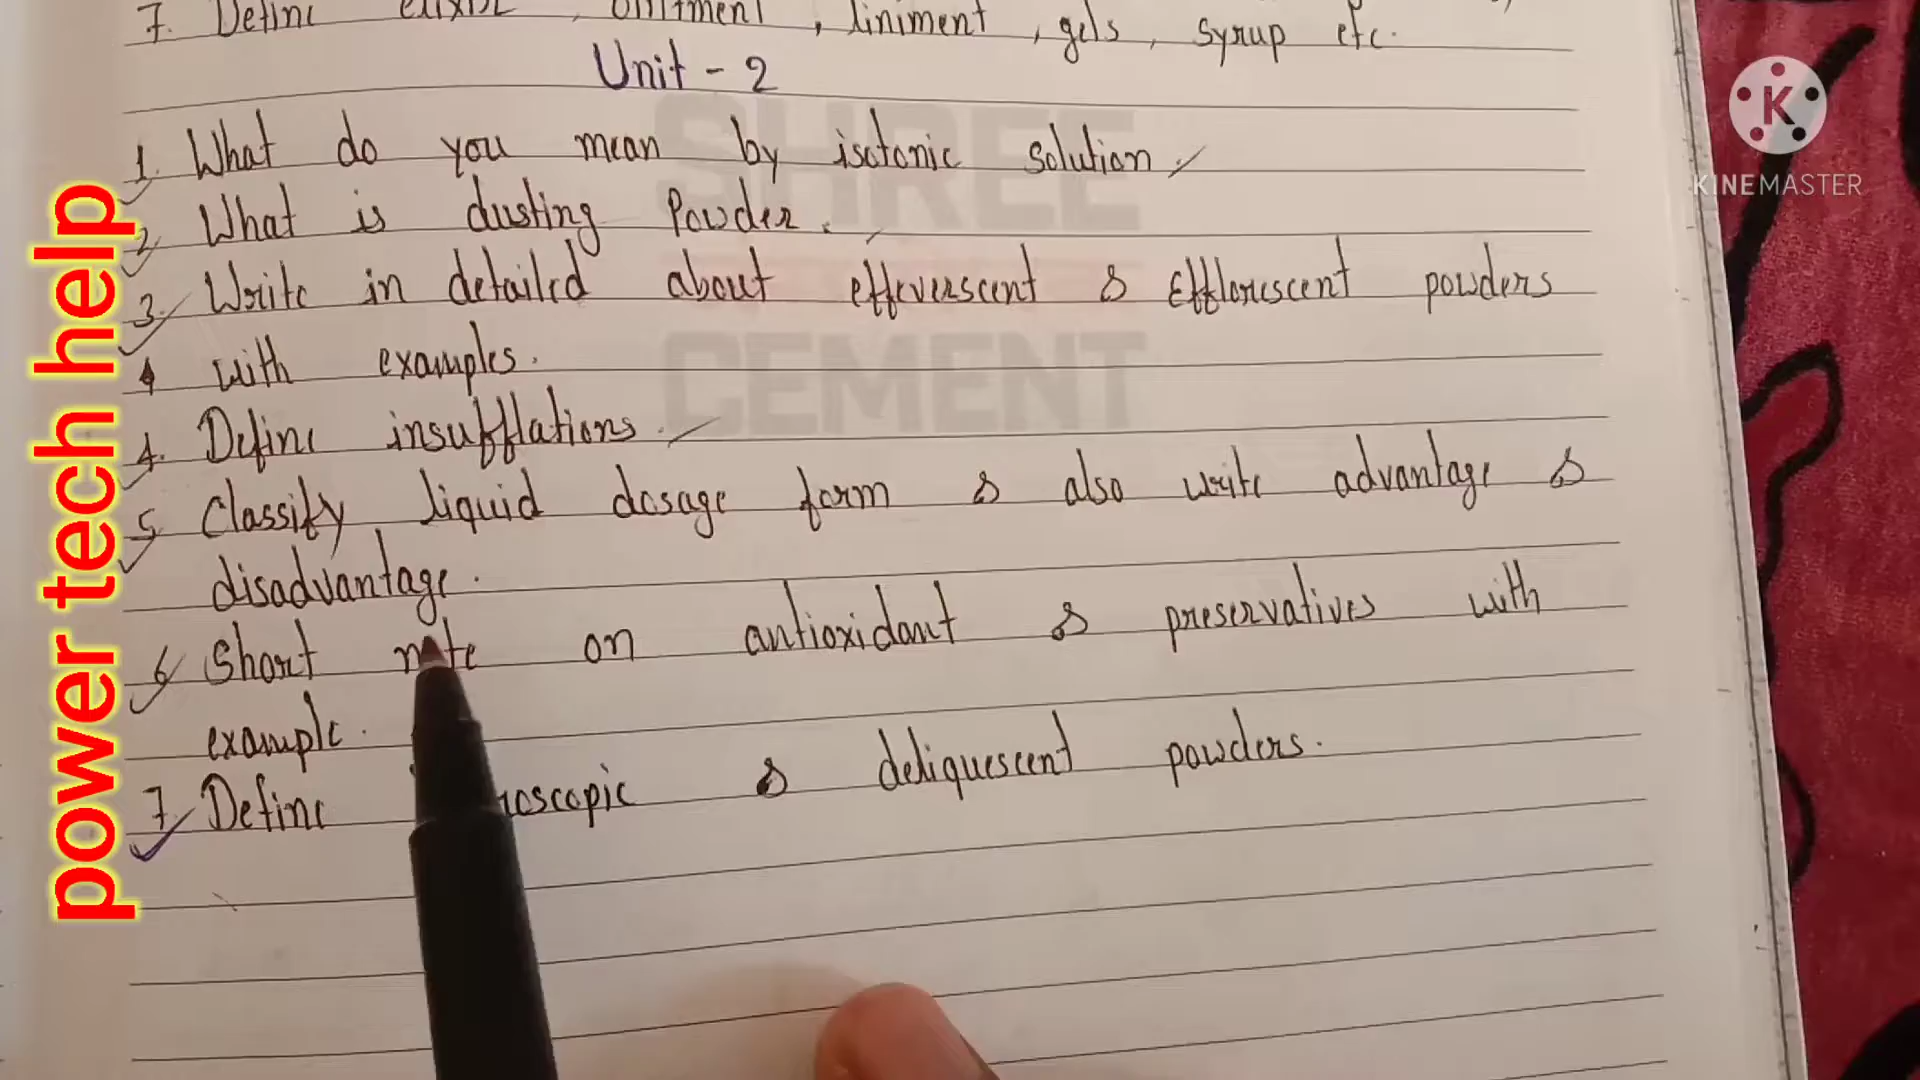 7. Define elixir, ointment, liniment, gels, syrup etc.
Unit - 2
1. What do you mean by isotonic solution
2. What is dusting Powder.
3. Write in detailed about effervescent & Efflorescent powders
with examples.
4. Define insufflations.
5. Classify liquid dosage form & also write advantage &
disadvantage.
6. Short note on antioxidant & preservatives with
example.
7. Define & deliquescent powders.
SHREE
CEMENT
power tech help
KINEMASTER